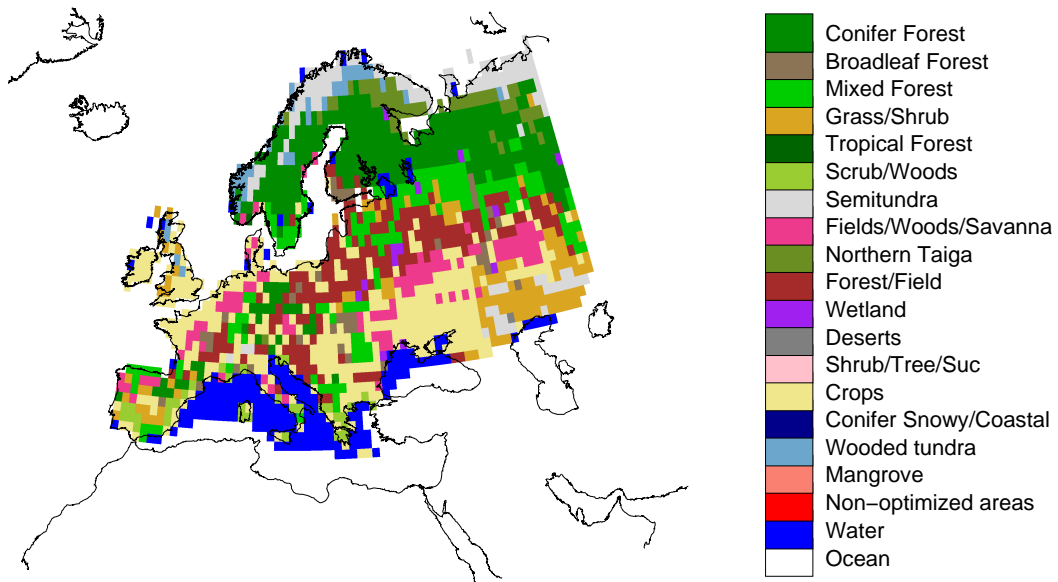 Conifer Forest
Broadleaf Forest
Mixed Forest
Grass/Shrub
Tropical Forest
Scrub/Woods
Semitundra
Fields/Woods/Savanna
Northern Taiga
Forest/Field
Wetland
Deserts
Shrub/Tree/Suc
Crops
Conifer Snowy/Coastal
Wooded tundra
Mangrove
Non−optimized areas
Water
Ocean